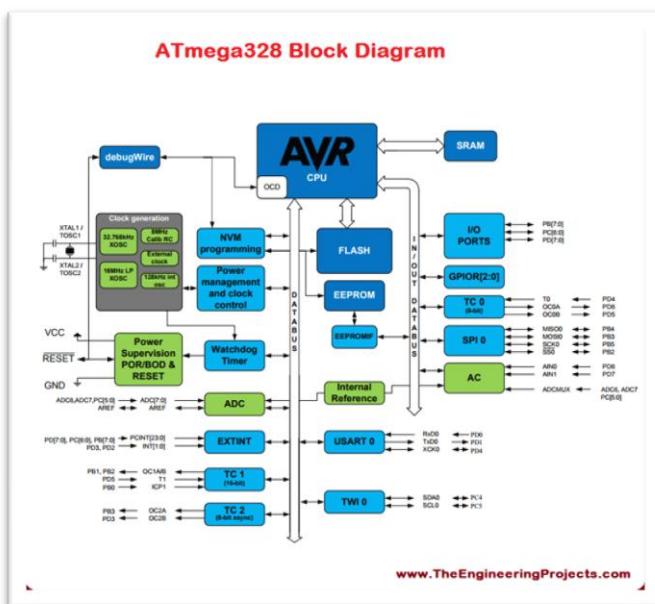 ATmega328 Block Diagram
AVR
CPU
OCD
debugWire
SRAM
Clock generation
XTAL1 /
TOSC1
XTAL2 /
TOSC2
32.768kHz
XOSC
8MHz
Calib RC
External
clock
16MHz LP
XOSC
128kHz int
osc
NVM
programming
FLASH
Power
management
and clock
control
EEPROM
EEPROMIF
I/O
PORTS
PB[7:0]
PC[6:0]
PD[7:0]
GPIOR[2:0]
TC 0
(8-bit)
T0
OC0A
OC0B
PD4
PD6
PD5
SPI 0
MISO0
MOSI0
SCK0
SS0
PB4
PB3
PB5
PB2
VCC
RESET
GND
Power
Supervision
POR/BOD &
RESET
Watchdog
Timer
DATABUS
IN/OUT DATABUS
AC
AIN0
AIN1
ADCMUX
PD6
PD7
ADC6, ADC7
PC[5:0]
Internal
Reference
ADC6,ADC7,PC[5:0]
AREF
ADC[7:0]
AREF
ADC
PD[7:0], PC[6:0], PB[7:0]
PD3, PD2
PCINT[23:0]
INT[1:0]
EXTINT
USART 0
RxD0
TxD0
XCK0
PD0
PD1
PD4
PB1, PB2
PD5
PB0
OC1A/B
T1
ICP1
TC 1
(16-bit)
TWI 0
SDA0
SCL0
PC4
PC5
PB3
PD3
OC2A
OC2B
TC 2
(8-bit async)
www.TheEngineeringProjects.com